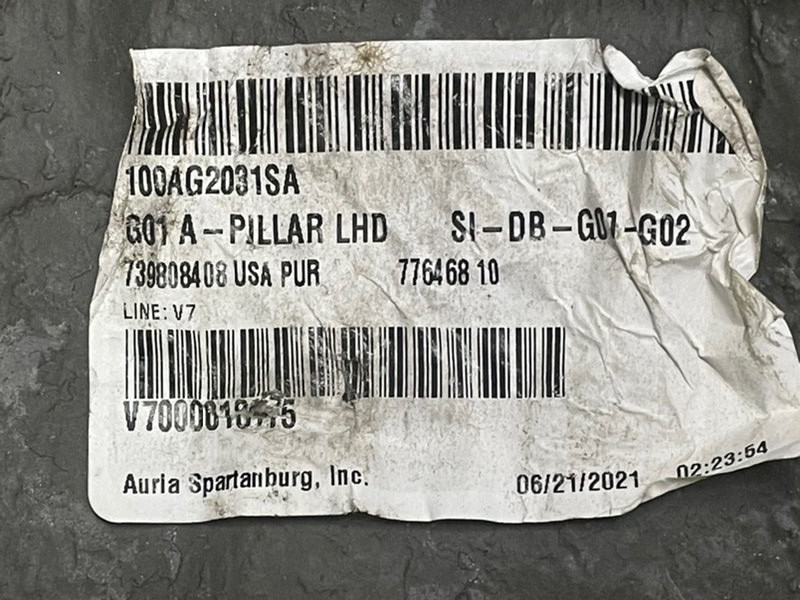 100AG2031SA
G01 A-PILLAR LHD SI-DB-G01-G02
739808408 USA PUR 776468 10
LINE: V7
Auria Spartanburg, Inc. 06/21/2021 02:23:54